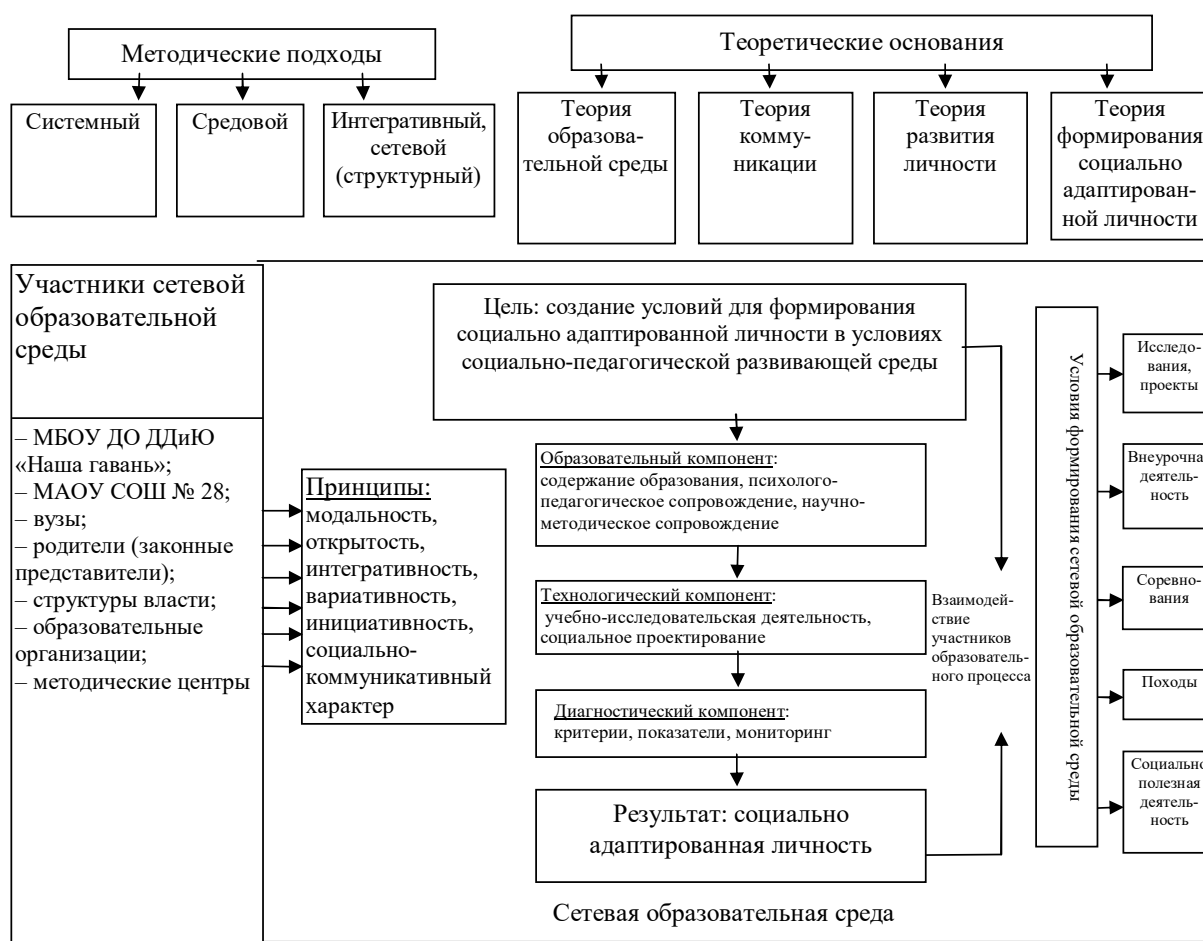 Методические подходы
Теоретические основания
Системный
Средовой
Интегративный,
сетевой
(структурный)
Теория
образова-
тельной среды
Теория
комму-
никации
Теория
развития
личности
Теория
формирования
социально
адаптирован-
ной личности
Участники сетевой
образовательной
среды
– МБОУ ДО ДДиЮ
«Наша гавань»;
– МАОУ СОШ № 28;
– вузы;
– родители (законные
представители);
– структуры власти;
– образовательные
организации;
– методические центры
Принципы:
модальность,
открытость,
интегративность,
вариативность,
инициативность,
социально-
коммуникативный
характер
Цель: создание условий для формирования
социально адаптированной личности в условиях
социально-педагогической развивающей среды
Образовательный компонент:
содержание образования, психолого-
педагогическое сопровождение, научно-
методическое сопровождение
Технологический компонент:
учебно-исследовательская деятельность,
социальное проектирование
Диагностический компонент:
критерии, показатели, мониторинг
Результат: социально
адаптированная личность
Взаимодей-
ствие
участников
образователь-
ного процесса
Условия формирования сетевой образовательной среды
Исследо-
вания,
проекты
Внеурочная
деятель-
ность
Соревно-
вания
Походы
Социально
полезная
деятель-
ность
Сетевая образовательная среда